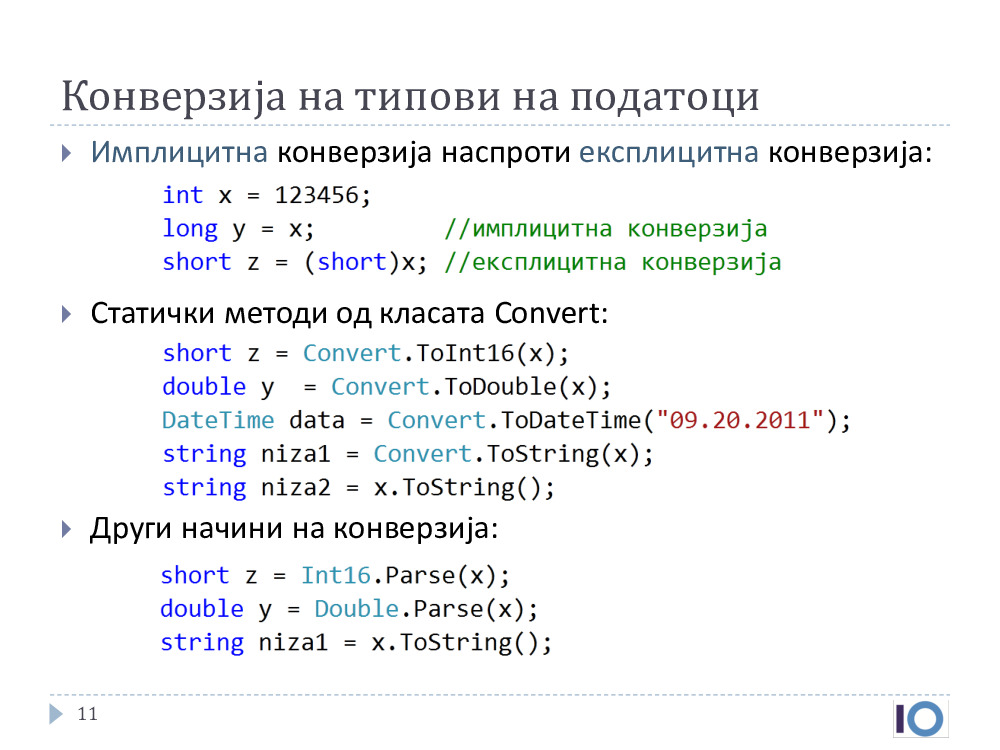 Конверзија на типови на податоци
Имплицитна конверзија наспроти експлицитна конверзија:
int x = 123456;
long y = x;         //имплицитна конверзија
short z = (short)x; //експлицитна конверзија
Статички методи од класата Convert:
short z = Convert.ToInt16(x);
double y  = Convert.ToDouble(x);
DateTime data = Convert.ToDateTime("09.20.2011");
string niza1 = Convert.ToString(x);
string niza2 = x.ToString();
Други начини на конверзија:
short z = Int16.Parse(x);
double y = Double.Parse(x);
string niza1 = x.ToString();
11
IO